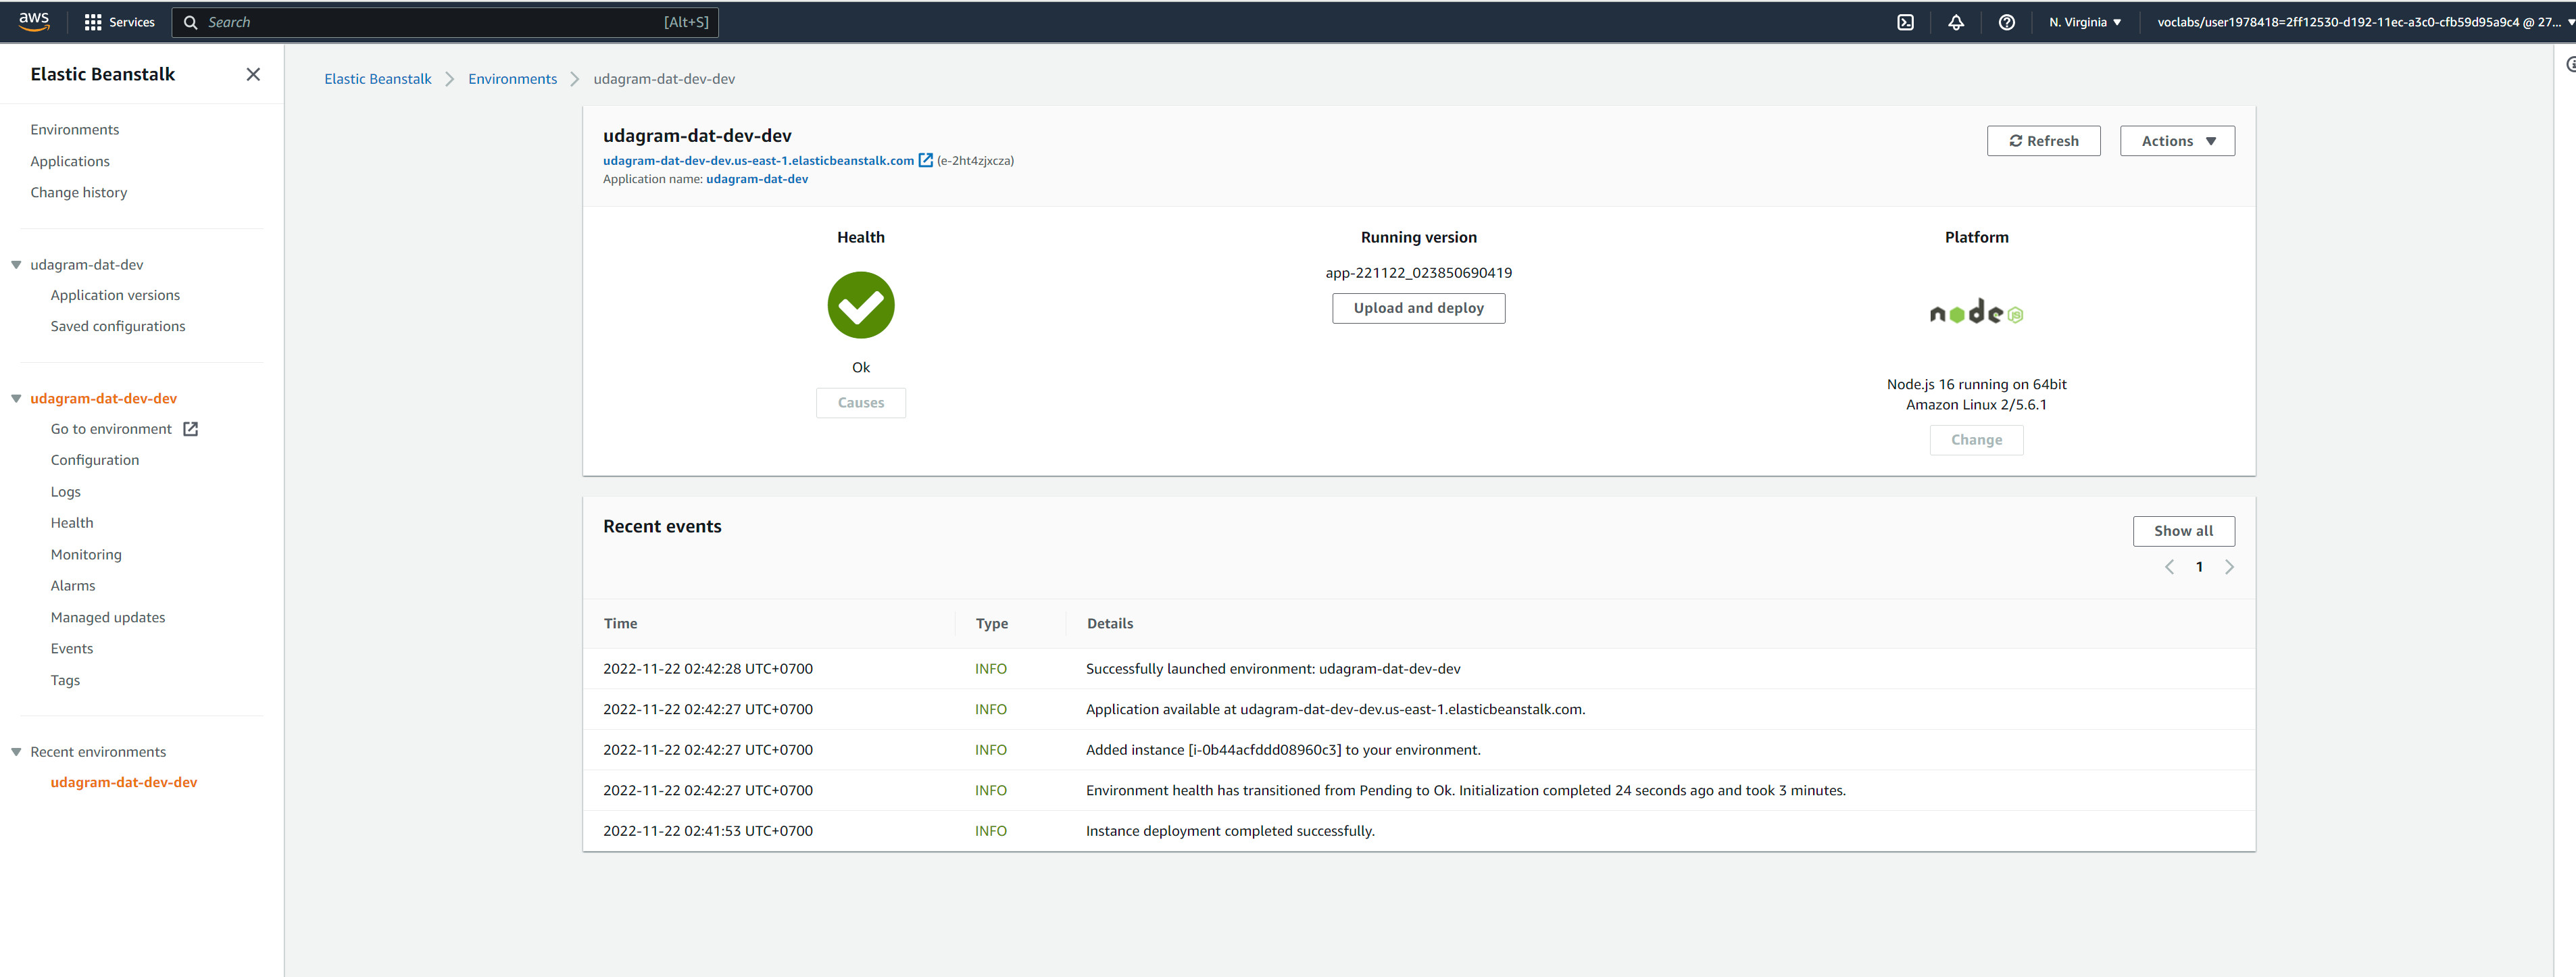 aws
Services
Search
[Alt+S]
N. Virginia
voclabs/user1978418=2ff12530-d192-11ec-a3c0-cfb59d95a9c4 @ 27...
Elastic Beanstalk
Environments
Applications
Change history
udagram-dat-dev
Application versions
Saved configurations
udagram-dat-dev-dev
Go to environment
Configuration
Logs
Health
Monitoring
Alarms
Managed updates
Events
Tags
Recent environments
udagram-dat-dev-dev
Elastic Beanstalk
Environments
udagram-dat-dev-dev
udagram-dat-dev-dev
udagram-dat-dev-dev.us-east-1.elasticbeanstalk.com (e-2ht4zjxcza)
Application name: udagram-dat-dev
Refresh
Actions
Health
Ok
Causes
Running version
app-221122_023850690419
Upload and deploy
Platform
node
JS
Node.js 16 running on 64bit
Amazon Linux 2/5.6.1
Change
Recent events
Show all
1
Time Type Details
2022-11-22 02:42:28 UTC+0700 INFO Successfully launched environment: udagram-dat-dev-dev
2022-11-22 02:42:27 UTC+0700 INFO Application available at udagram-dat-dev-dev.us-east-1.elasticbeanstalk.com.
2022-11-22 02:42:27 UTC+0700 INFO Added instance [i-0b44acfddd08960c3] to your environment.
2022-11-22 02:42:27 UTC+0700 INFO Environment health has transitioned from Pending to Ok. Initialization completed 24 seconds ago and took 3 minutes.
2022-11-22 02:41:53 UTC+0700 INFO Instance deployment completed successfully.